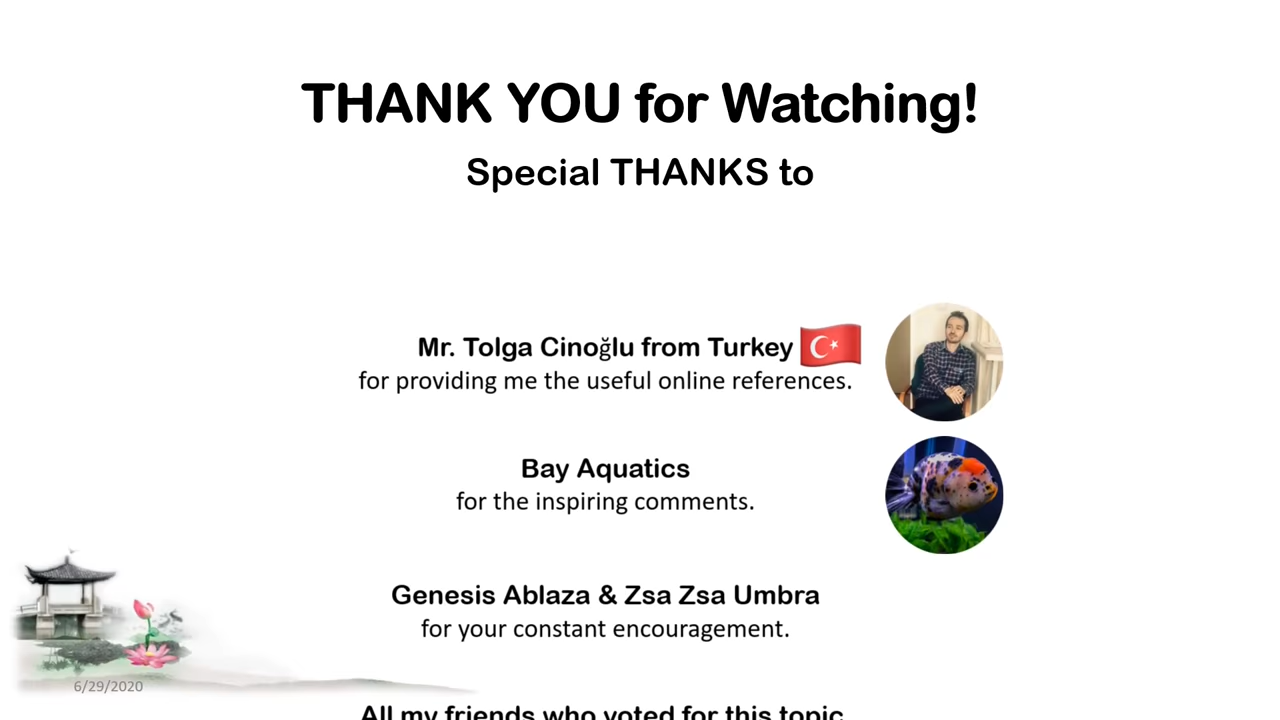 THANK YOU for Watching!
Special THANKS to
Mr. Tolga Cinoğlu from Turkey
for providing me the useful online references.
Bay Aquatics
for the inspiring comments.
Genesis Ablaza & Zsa Zsa Umbra
for your constant encouragement.
6/29/2020
All my friends who voted for this topic